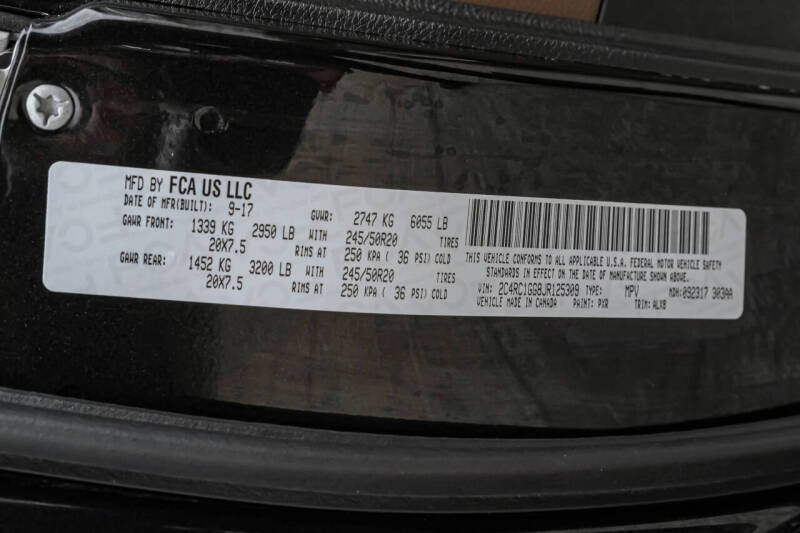 MFD BY FCA US LLC
DATE OF MFR(BUILT): 9-17 GVWR: 2747 KG 6055 LB
GAWR FRONT: 1339 KG 2950 LB WITH 245/50R20 TIRES
20X7.5 RIMS AT 250 KPA ( 36 PSI) COLD
GAWR REAR: 1452 KG 3200 LB WITH 245/50R20 TIRES
20X7.5 RIMS AT 250 KPA ( 36 PSI) COLD
THIS VEHICLE CONFORMS TO ALL APPLICABLE U.S.A. FEDERAL MOTOR VEHICLE SAFETY
STANDARDS IN EFFECT ON THE DATE OF MANUFACTURE SHOWN ABOVE.
VIN: 2C4RC1GG8JR125309 TYPE: MPV MDH:092317 303AA
VEHICLE MADE IN CANADA PAINT: PXR TRIM: ALX8